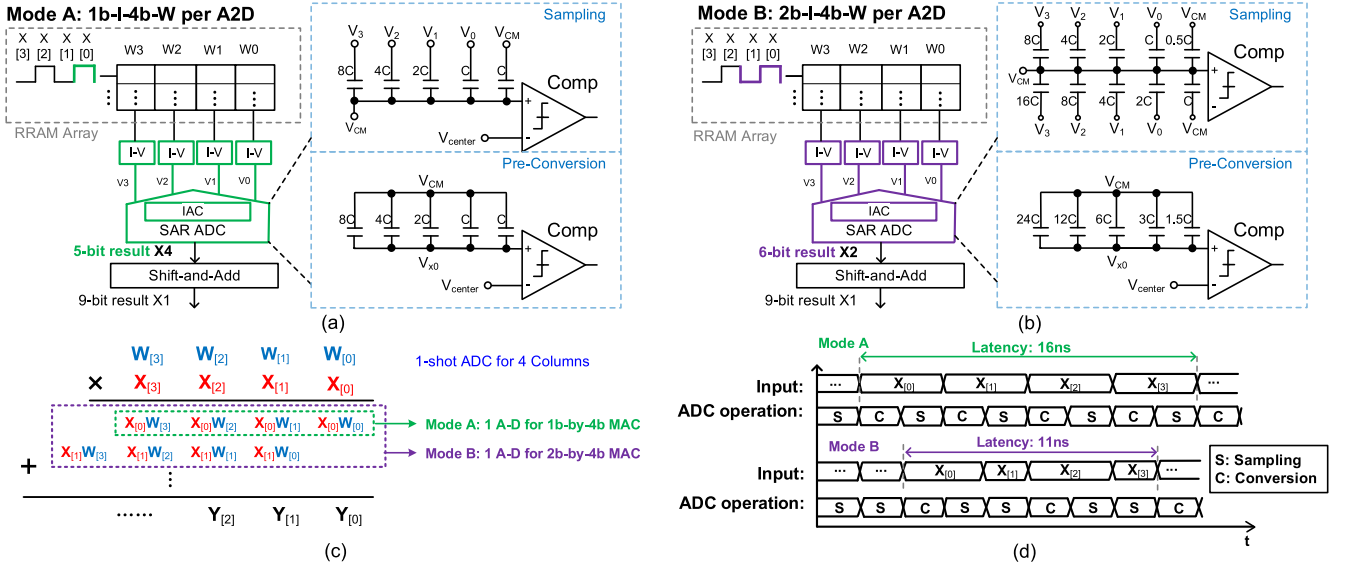 Mode A: 1b-I-4b-W per A2D
X X X X
[3] [2] [1] [0]
W3 W2 W1 W0
RRAM Array
I-V I-V I-V I-V
V3 V2 V1 V0
IAC
SAR ADC
5-bit result X4
Shift-and-Add
9-bit result X1
Sampling
V3 V2 V1 V0 VCM
8C 4C 2C C C
Comp
+
-
VCM
Vcenter
Pre-Conversion
VCM
8C 4C 2C C C
Comp
+
-
Vx0
Vcenter
(a)
Mode B: 2b-I-4b-W per A2D
X X X X
[3] [2] [1] [0]
W3 W2 W1 W0
RRAM Array
I-V I-V I-V I-V
V3 V2 V1 V0
IAC
SAR ADC
6-bit result X2
Shift-and-Add
9-bit result X1
Sampling
V3 V2 V1 V0 VCM
8C 4C 2C C 0.5C
Comp
VCM
+
-
16C 8C 4C 2C C
V3 V2 V1 V0 VCM
Vcenter
Pre-Conversion
VCM
24C 12C 6C 3C 1.5C
Comp
+
-
Vx0
Vcenter
(b)
W[3] W[2] W[1] W[0]
1-shot ADC for 4 Columns
× X[3] X[2] X[1] X[0]
X[0]W[3] X[0]W[2] X[0]W[1] X[0]W[0]
Mode A: 1 A-D for 1b-by-4b MAC
X[1]W[3] X[1]W[2] X[1]W[1] X[1]W[0]
Mode B: 1 A-D for 2b-by-4b MAC
+
⋮
...... Y[2] Y[1] Y[0]
(c)
Mode A
Latency: 16ns
Input: ... X[0] X[1] X[2] X[3] ...
ADC operation: S C S C S C S C S C
Mode B
Latency: 11ns
Input: ... ... X[0] X[1] X[2] X[3] ...
ADC operation: S S C S S C S S C
S: Sampling
C: Conversion
t
(d)